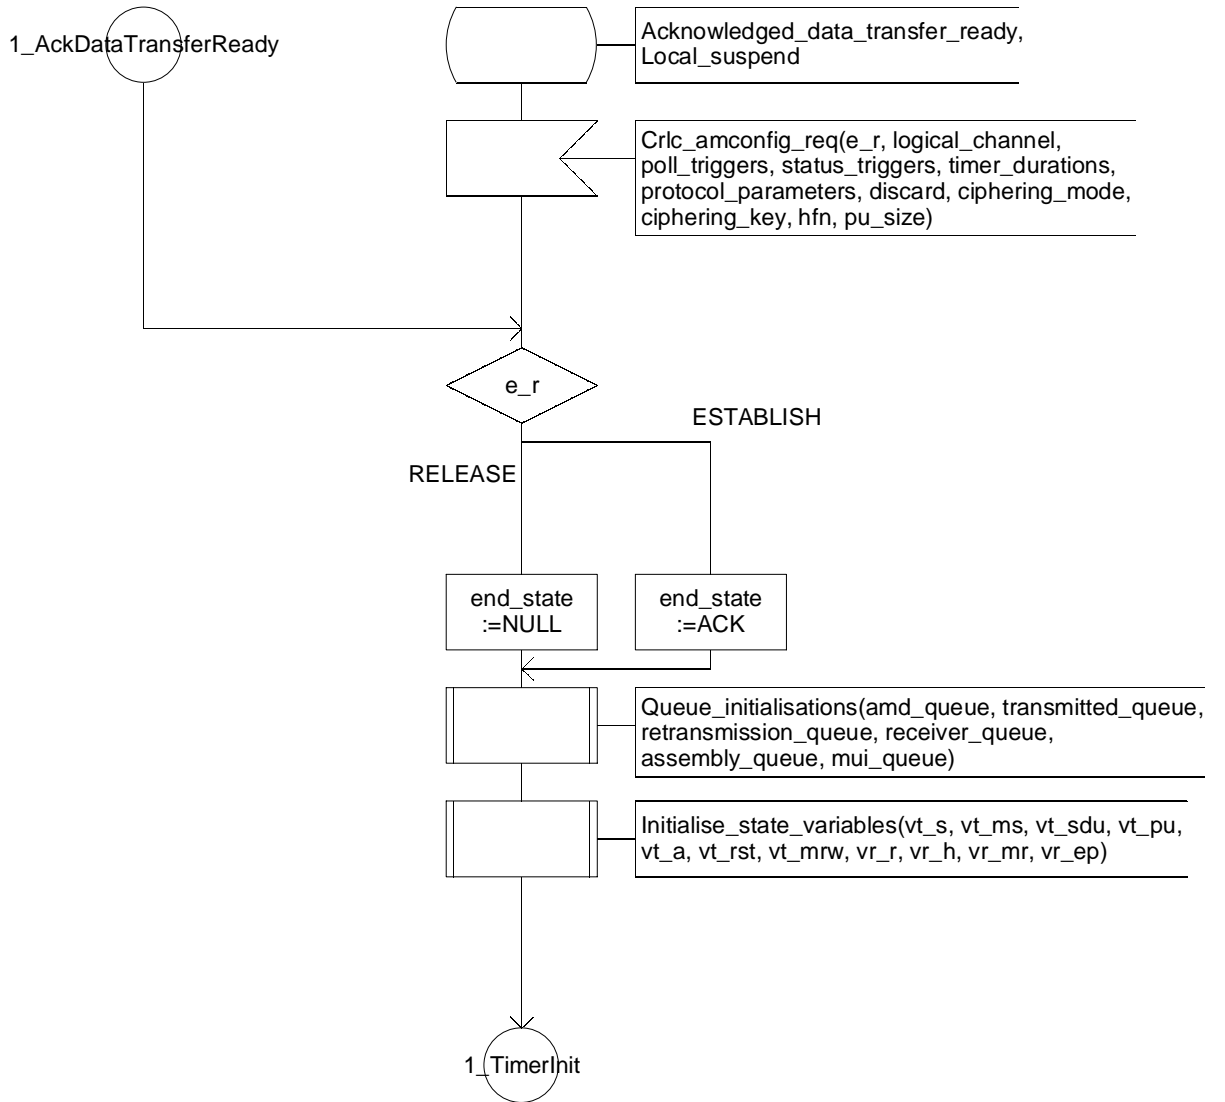 1_AckDataTransferReady
Acknowledged_data_transfer_ready,
Local_suspend
Crlc_amconfig_req(e_r, logical_channel,
poll_triggers, status_triggers, timer_durations,
protocol_parameters, discard, ciphering_mode,
ciphering_key, hfn, pu_size)
e_r
ESTABLISH
RELEASE
end_state
:=NULL
end_state
:=ACK
Queue_initialisations(amd_queue, transmitted_queue,
retransmission_queue, receiver_queue,
assembly_queue, mui_queue)
Initialise_state_variables(vt_s, vt_ms, vt_sdu, vt_pu,
vt_a, vt_rst, vt_mrw, vr_r, vr_h, vr_mr, vr_ep)
1_TimerInit